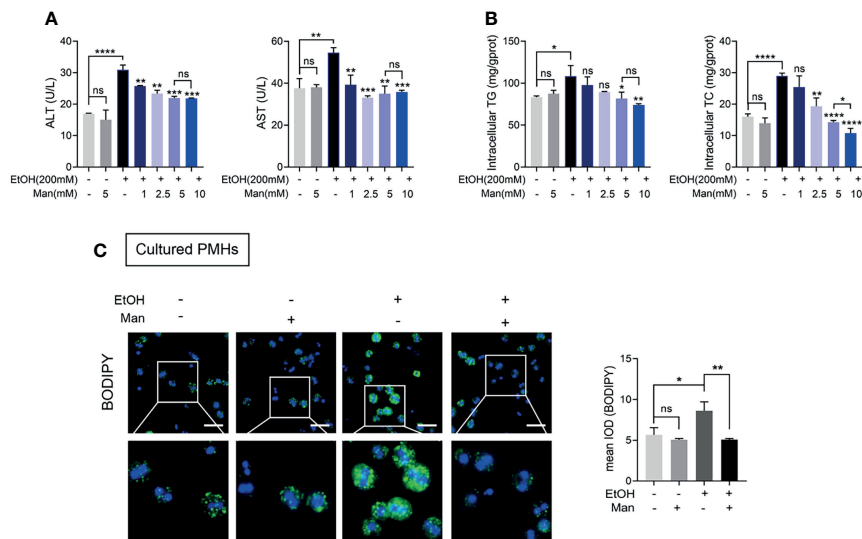 A
ALT (U/L)
40
30
20
10
0
****
ns
**
**
***
***
ns
EtOH(200mM) - - + + + + +
Man(mM) - 5 - 1 2.5 5 10
AST (U/L)
60
40
20
0
**
ns
**
***
**
***
ns
- - + + + + +
- 5 - 1 2.5 5 10
EtOH(200mM)
Man(mM)
B
Intracellular TG (mg/gprot)
150
100
50
0
*
ns
ns
ns
*
**
ns
EtOH(200mM) - - + + + + +
Man(mM) - 5 - 1 2.5 5 10
Intracellular TC (mg/gprot)
40
30
20
10
0
****
ns
ns
**
****
****
*
EtOH(200mM) - - + + + + +
Man(mM) - 5 - 1 2.5 5 10
C
Cultured PMHs
EtOH - - + +
Man - + - +
BODIPY
mean IOD (BODIPY)
15
10
5
0
*
**
ns
EtOH - - + +
Man - + - +